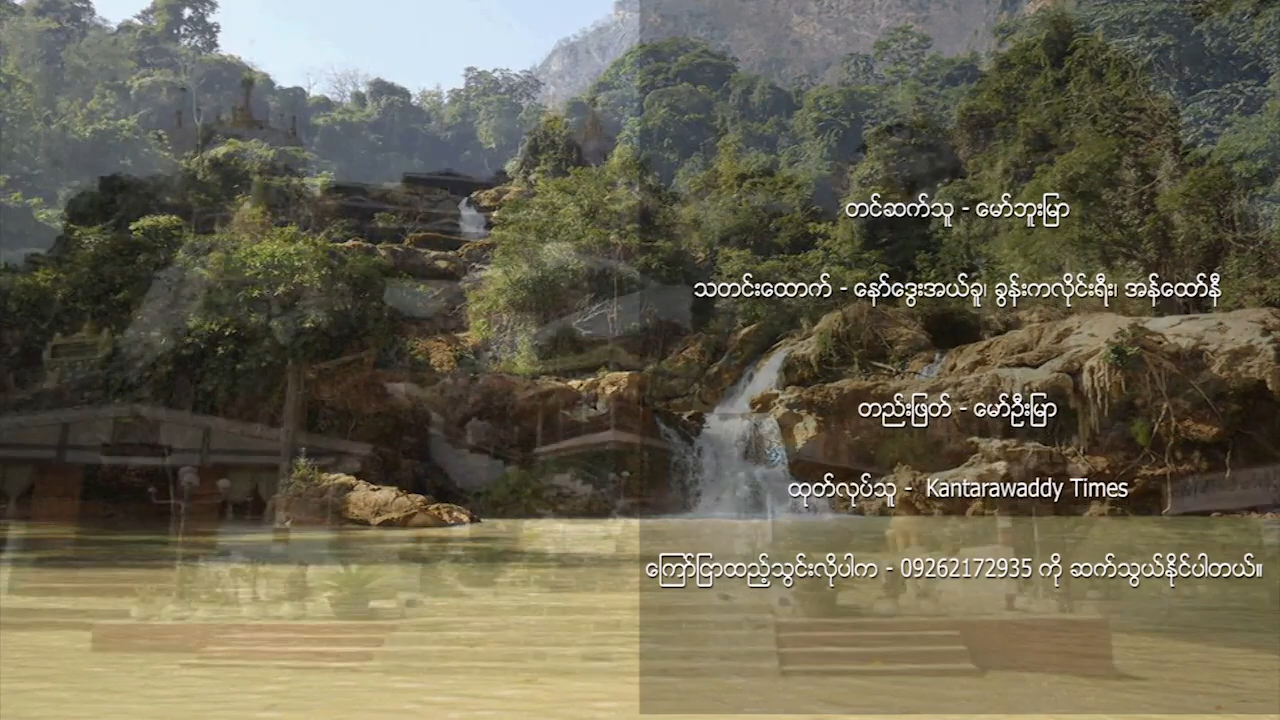 တင်ဆက်သူ - မော်ဘူးမြာ
သတင်းထောက် - နော်ဒွေးအယ်ခူ၊ ခွန်းကလိုင်းရီး၊ အန်ထော်နီ
တည်းဖြတ် - မော်ဦးမြာ
ထုတ်လုပ်သူ - Kantarawaddy Times
ကြော်ငြာထည့်သွင်းလိုပါက - 09262172935 ကို ဆက်သွယ်နိုင်ပါတယ်။